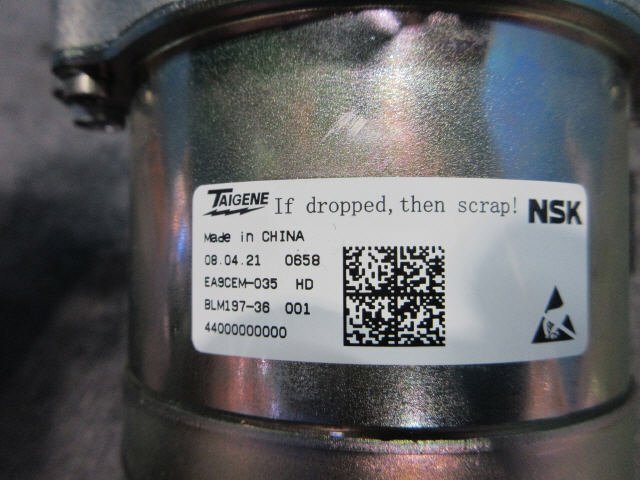 TAIGENE If dropped, then scrap! NSK
Made in CHINA
08.04.21 0658
EA9CEM-035 HD
BLM197-36 001
44000000000